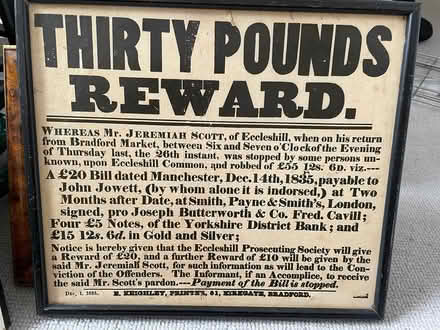 THIRTY POUNDS
REWARD.
WHEREAS Mr. JEREMIAH SCOTT, of Eccleshill, when on his return
from Bradford Market, between Six and Seven o'Clock of the Evening
of Thursday last, the 26th instant, was stopped by some persons un-
known, upon Eccleshill Common, and robbed of £55 12s. 6D. viz.---
A £20 Bill dated Manchester, Dec. 14th, 1835, payable to
John Jowett, (by whom alone it is indorsed,) at Two
Months after Date, at Smith, Payne & Smith's, London,
signed, pro Joseph Butterworth & Co. Fred. Cavill;
Four £5 Notes, of the Yorkshire District Bank; and
£15 12s. 6d. in Gold and Silver;
Notice is hereby given that the Eccleshill Prosecuting Society will give
a Reward of £20, and a further Reward of £10 will be given by the
said Mr. Jeremiah Scott, for such information as will lead to the Con-
viction of the Offenders. The Informant, if an Accomplice, to receive
the said Mr. Scott's pardon.---Payment of the Bill is stopped.
KEIGHLEY, PRINTER, 61, KIRKGATE, BRADFORD.